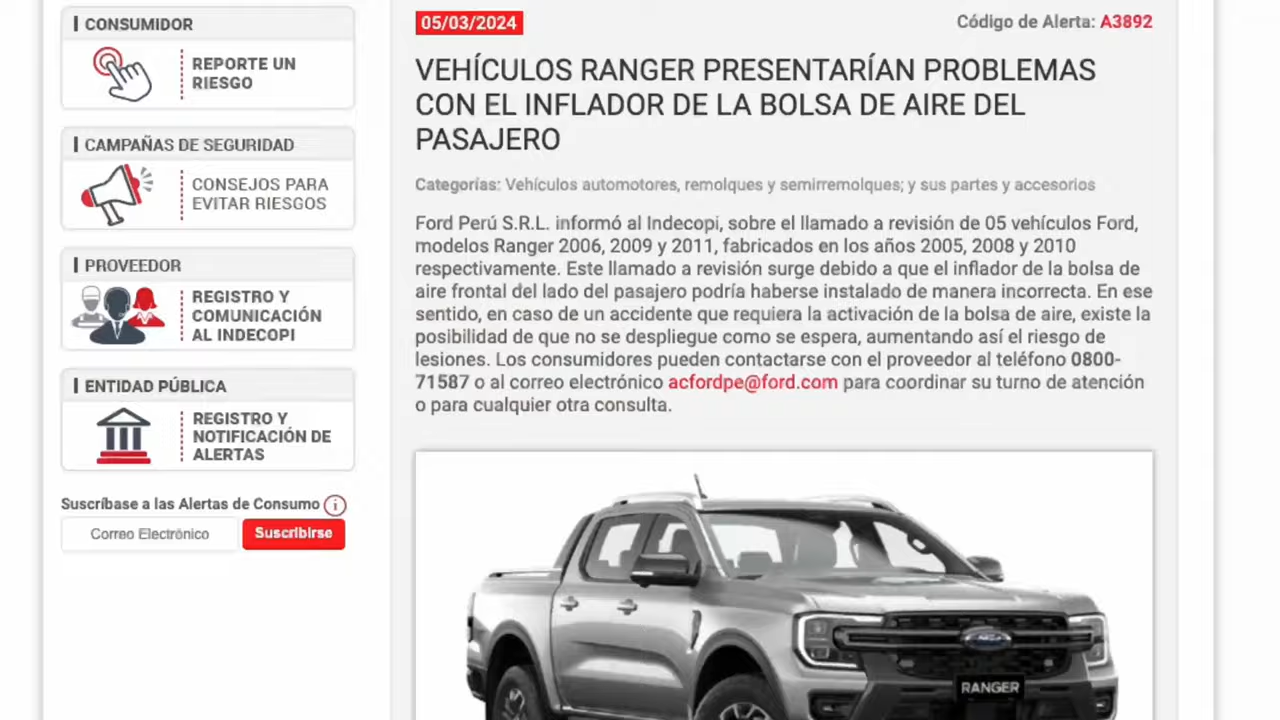 CONSUMIDOR
REPORTE UN
RIESGO
CAMPAÑAS DE SEGURIDAD
CONSEJOS PARA
EVITAR RIESGOS
PROVEEDOR
REGISTRO Y
COMUNICACIÓN
AL INDECOPI
ENTIDAD PÚBLICA
REGISTRO Y
NOTIFICACIÓN DE
ALERTAS
Suscríbase a las Alertas de Consumo i
Correo Electrónico Suscribirse
05/03/2024 Código de Alerta: A3892
VEHÍCULOS RANGER PRESENTARÍAN PROBLEMAS
CON EL INFLADOR DE LA BOLSA DE AIRE DEL
PASAJERO
Categorías: Vehículos automotores, remolques y semirremolques; y sus partes y accesorios
Ford Perú S.R.L. informó al Indecopi, sobre el llamado a revisión de 05 vehículos Ford,
modelos Ranger 2006, 2009 y 2011, fabricados en los años 2005, 2008 y 2010
respectivamente. Este llamado a revisión surge debido a que el inflador de la bolsa de
aire frontal del lado del pasajero podría haberse instalado de manera incorrecta. En ese
sentido, en caso de un accidente que requiera la activación de la bolsa de aire, existe la
posibilidad de que no se despliegue como se espera, aumentando así el riesgo de
lesiones. Los consumidores pueden contactarse con el proveedor al teléfono 0800-
71587 o al correo electrónico acfordpe@ford.com para coordinar su turno de atención
o para cualquier otra consulta.
RANGER